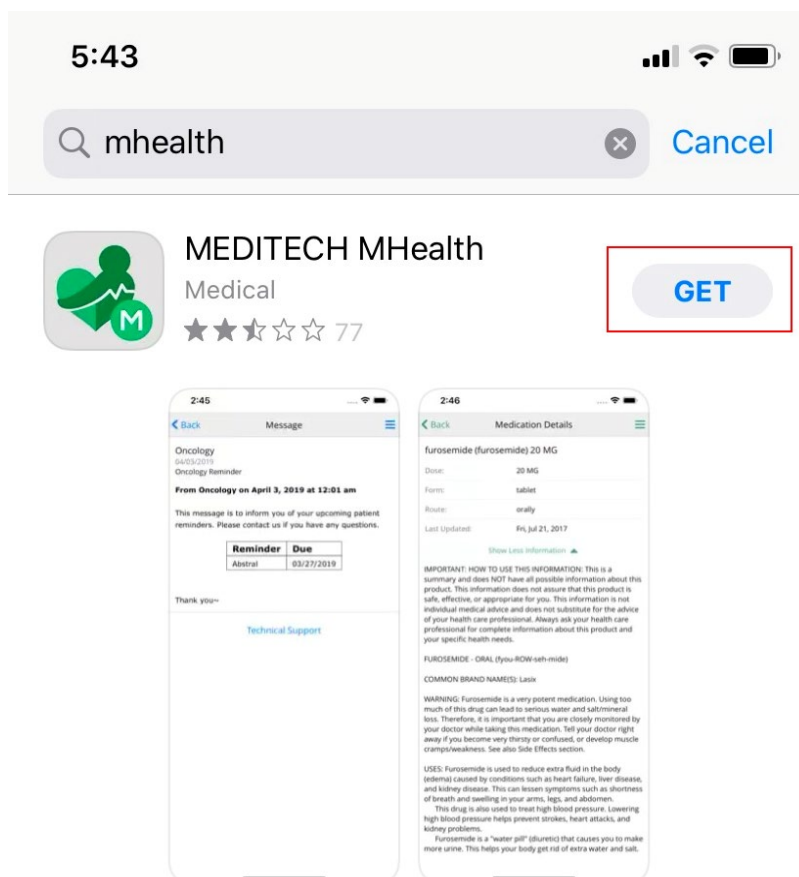 5:43
mhealth
Cancel
MEDITECH MHealth
Medical
77
GET
M
2:45
Back
Message
Oncology
04/03/2019
Oncology Reminder
From Oncology on April 3, 2019 at 12:01 am
This message is to inform you of your upcoming patient
reminders. Please contact us if you have any questions.
Reminder Due
Abstral 03/27/2019
Thank you~
Technical Support
2:46
Back
Medication Details
furosemide (furosemide) 20 MG
Dose: 20 MG
Form: tablet
Route: orally
Last Updated: Fri, Jul 21, 2017
Show Less Information
IMPORTANT: HOW TO USE THIS INFORMATION: This is a
summary and does NOT have all possible information about this
product. This information does not assure that this product is
safe, effective, or appropriate for you. This information is not
individual medical advice and does not substitute for the advice
of your health care professional. Always ask your health care
professional for complete information about this product and
your specific health needs.
FUROSEMIDE - ORAL (fyou-ROW-seh-mide)
COMMON BRAND NAME(S): Lasix
WARNING: Furosemide is a very potent medication. Using too
much of this drug can lead to serious water and salt/mineral
loss. Therefore, it is important that you are closely monitored by
your doctor while taking this medication. Tell your doctor right
away if you become very thirsty or confused, or develop muscle
cramps/weakness. See also Side Effects section.
USES: Furosemide is used to reduce extra fluid in the body
(edema) caused by conditions such as heart failure, liver disease,
and kidney disease. This can lessen symptoms such as shortness
of breath and swelling in your arms, legs, and abdomen.
This drug is also used to treat high blood pressure. Lowering
high blood pressure helps prevent strokes, heart attacks, and
kidney problems.
Furosemide is a "water pill" (diuretic) that causes you to make
more urine. This helps your body get rid of extra water and salt.